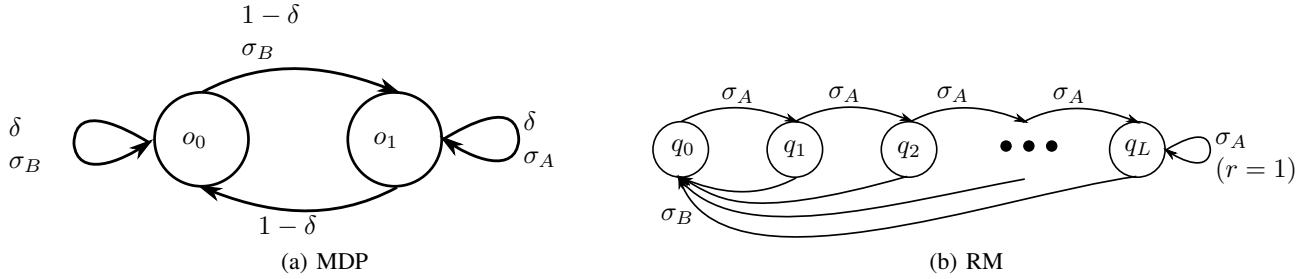 1 − δ
σ_B
δ
σ_B
o_0
o_1
δ
σ_A
1 − δ
(a) MDP
σ_A
σ_A
σ_A
σ_A
q_0
q_1
q_2
q_L
σ_A
(r = 1)
σ_B
(b) RM